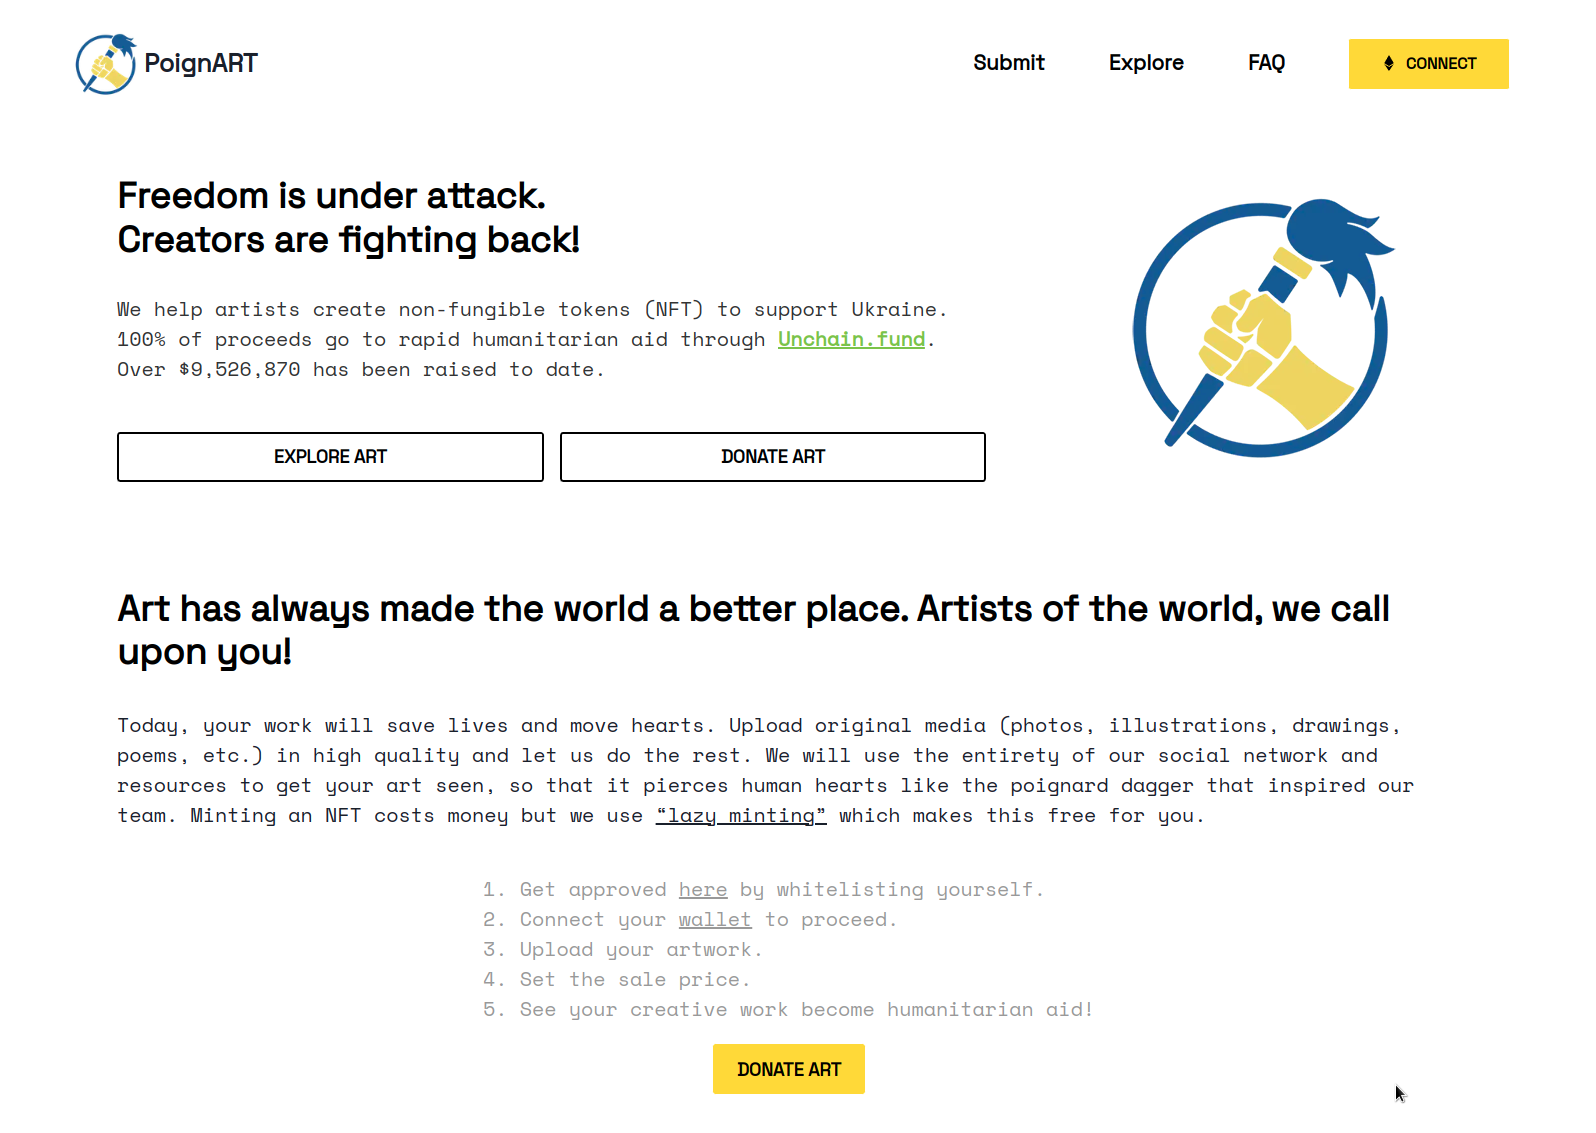 PoignART
Submit
Explore
FAQ
CONNECT
Freedom is under attack.
Creators are fighting back!
We help artists create non-fungible tokens (NFT) to support Ukraine.
100% of proceeds go to rapid humanitarian aid through Unchain.fund.
Over $9,526,870 has been raised to date.
EXPLORE ART
DONATE ART
Art has always made the world a better place. Artists of the world, we call
upon you!
Today, your work will save lives and move hearts. Upload original media (photos, illustrations, drawings,
poems, etc.) in high quality and let us do the rest. We will use the entirety of our social network and
resources to get your art seen, so that it pierces human hearts like the poignard dagger that inspired our
team. Minting an NFT costs money but we use “lazy minting” which makes this free for you.
1. Get approved here by whitelisting yourself.
2. Connect your wallet to proceed.
3. Upload your artwork.
4. Set the sale price.
5. See your creative work become humanitarian aid!
DONATE ART